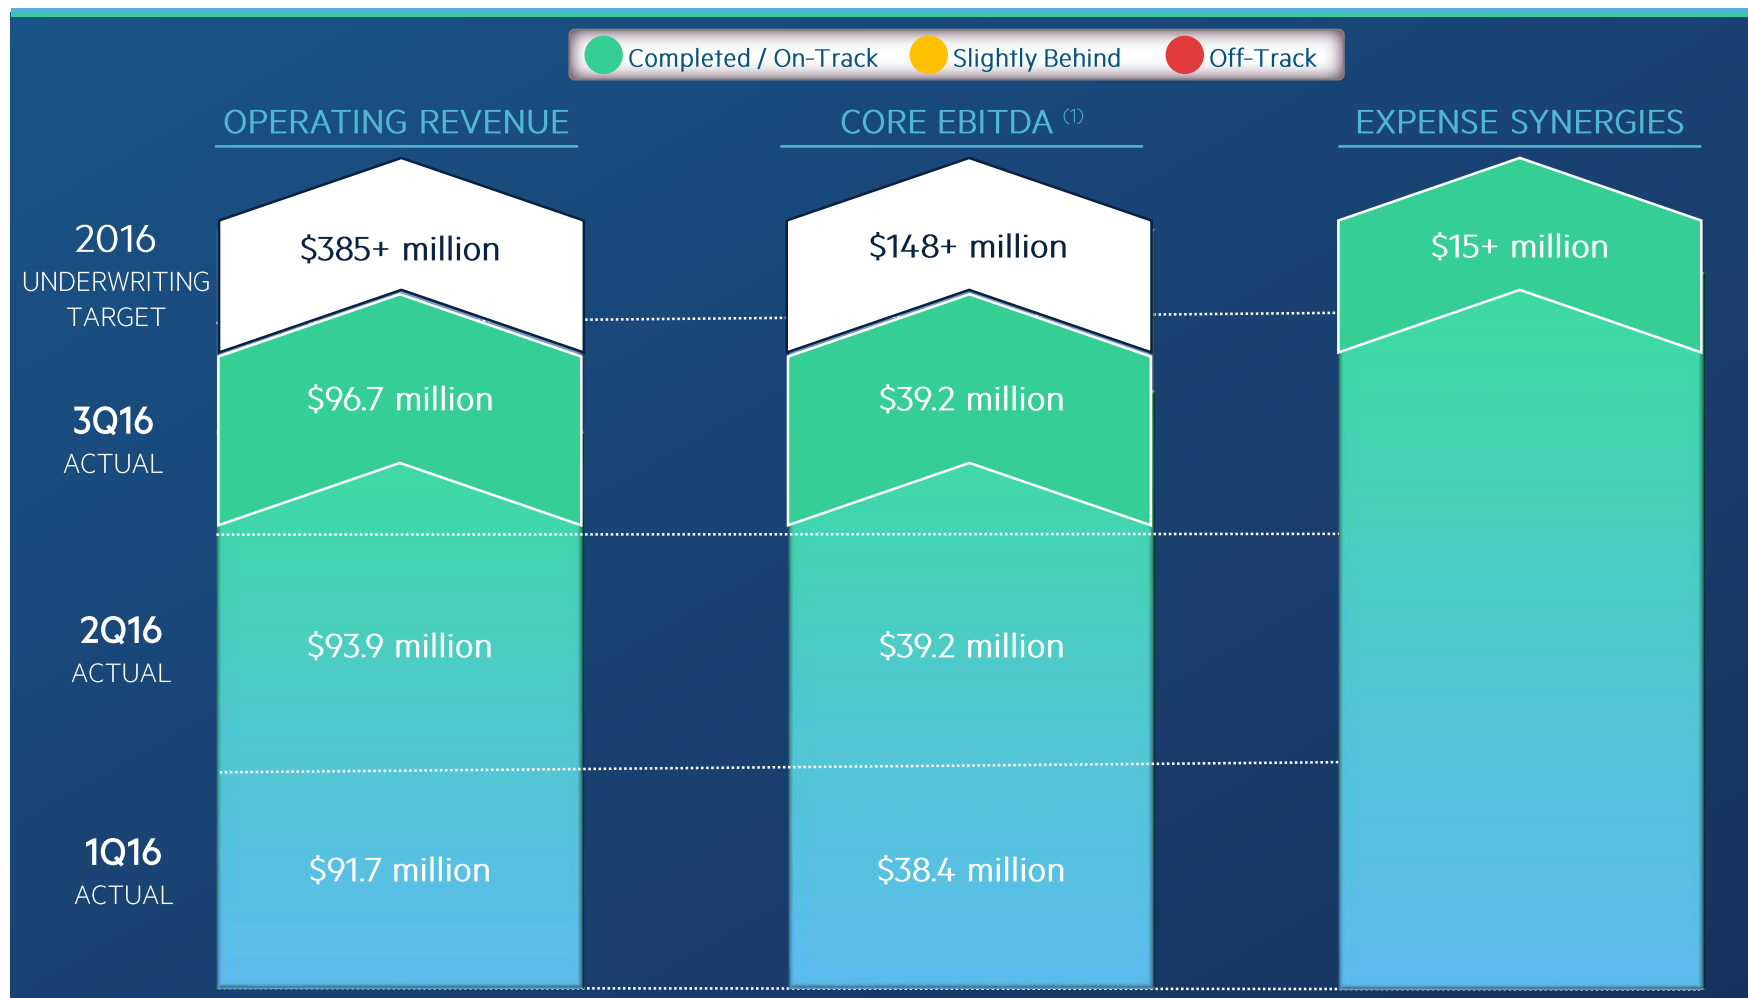 Completed / On-Track Slightly Behind Off-Track
OPERATING REVENUE CORE EBITDA (1) EXPENSE SYNERGIES
2016
UNDERWRITING
TARGET
$385+ million $148+ million $15+ million
3Q16
ACTUAL
$96.7 million $39.2 million
2Q16
ACTUAL
$93.9 million $39.2 million
1Q16
ACTUAL
$91.7 million $38.4 million